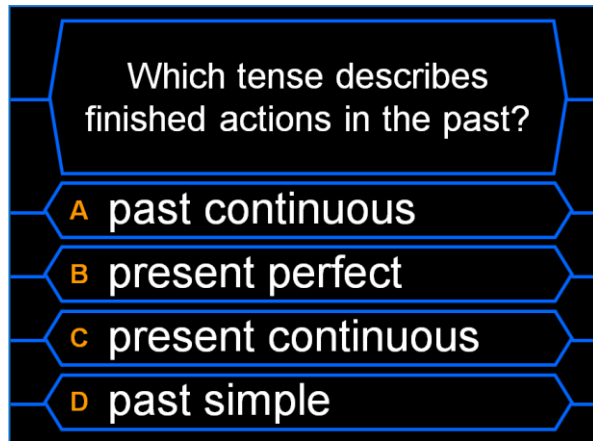 Which tense describes
finished actions in the past?
A past continuous
B present perfect
C present continuous
D past simple